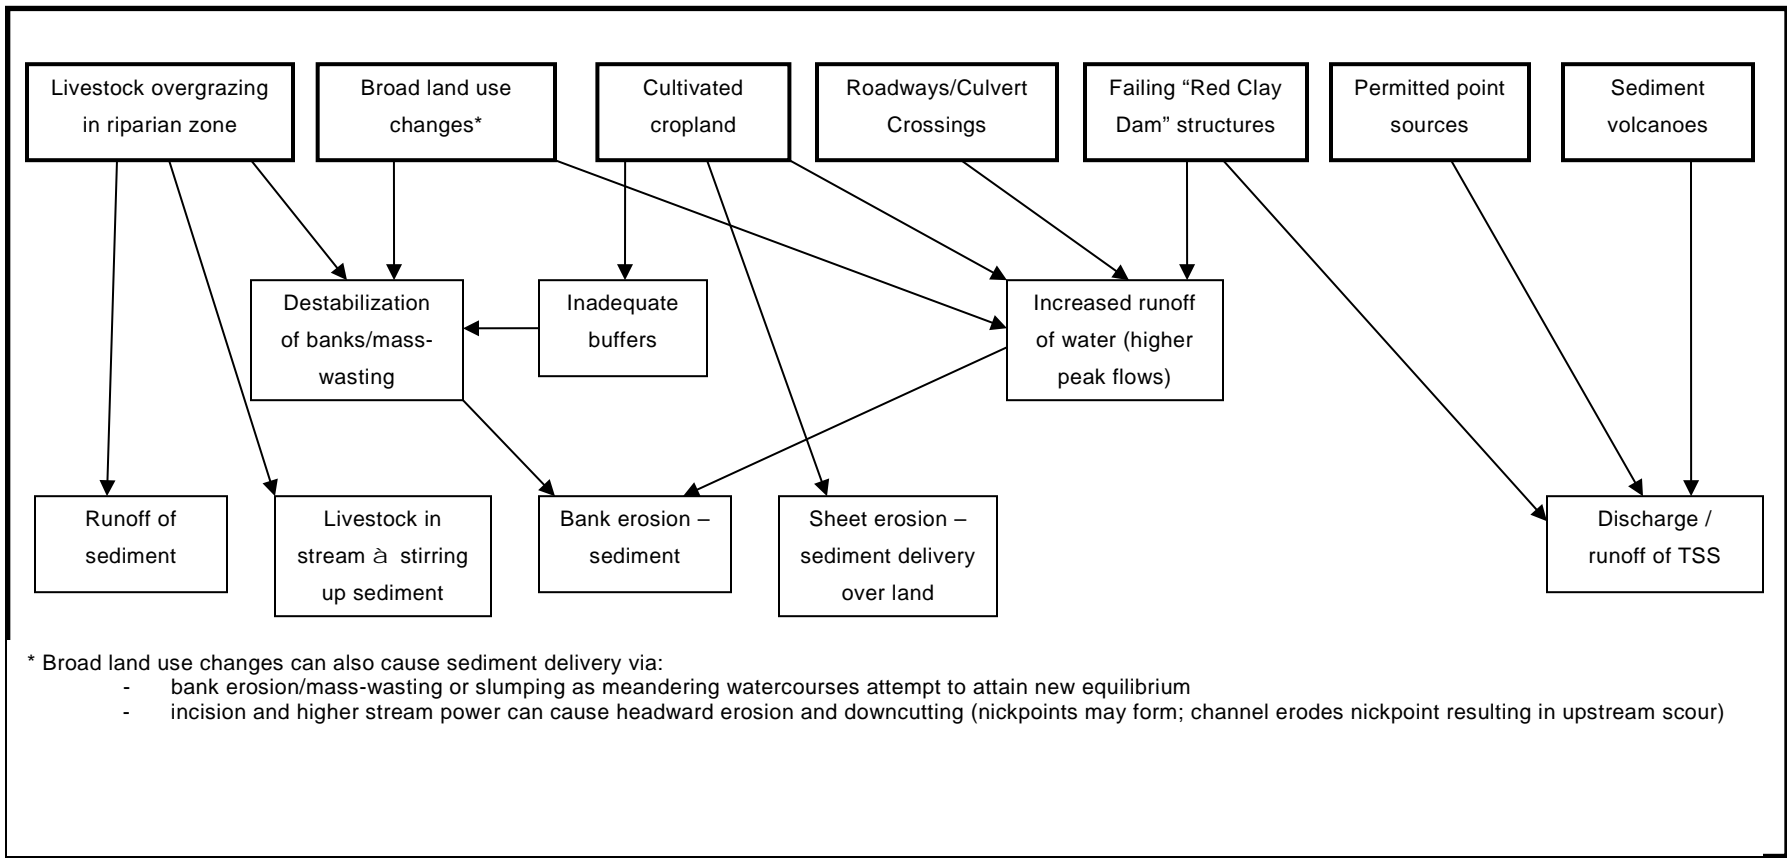 Livestock overgrazing
in riparian zone
Broad land use
changes*
Cultivated
cropland
Roadways/Culvert
Crossings
Failing “Red Clay
Dam” structures
Permitted point
sources
Sediment
volcanoes
Destabilization
of banks/mass-
wasting
Inadequate
buffers
Increased runoff
of water (higher
peak flows)
Runoff of
sediment
Livestock in
stream à stirring
up sediment
Bank erosion –
sediment
Sheet erosion –
sediment delivery
over land
Discharge /
runoff of TSS
* Broad land use changes can also cause sediment delivery via:
- bank erosion/mass-wasting or slumping as meandering watercourses attempt to attain new equilibrium
- incision and higher stream power can cause headward erosion and downcutting (nickpoints may form; channel erodes nickpoint resulting in upstream scour)